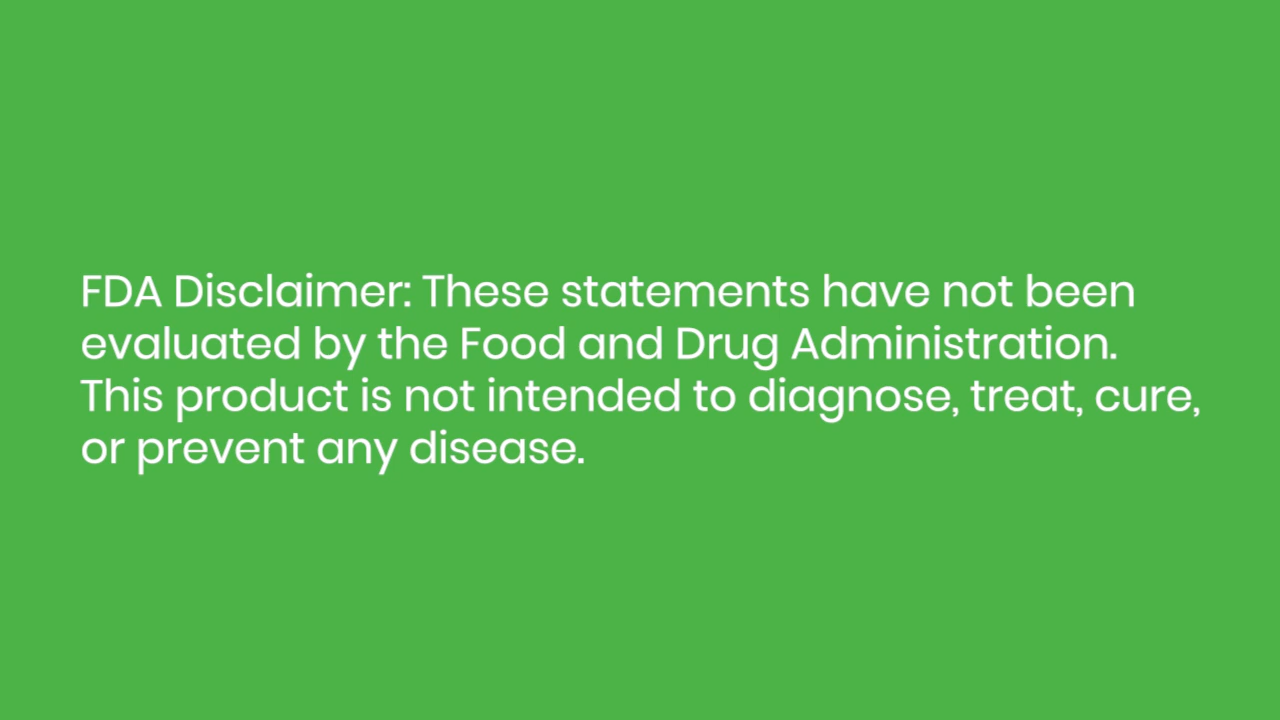 FDA Disclaimer: These statements have not been
evaluated by the Food and Drug Administration.
This product is not intended to diagnose, treat, cure,
or prevent any disease.